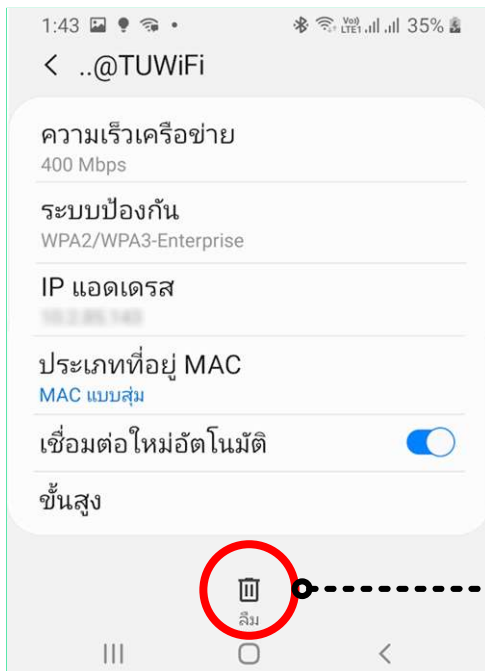 1:43 Vo) LTE1 35%
..@TUWiFi
ความเร็วเครือข่าย
400 Mbps
ระบบป้องกัน
WPA2/WPA3-Enterprise
IP แอดเดรส
ประเภทที่อยู่ MAC
MAC แบบสุ่ม
เชื่อมต่อใหม่อัตโนมัติ
ขั้นสูง
ลืม